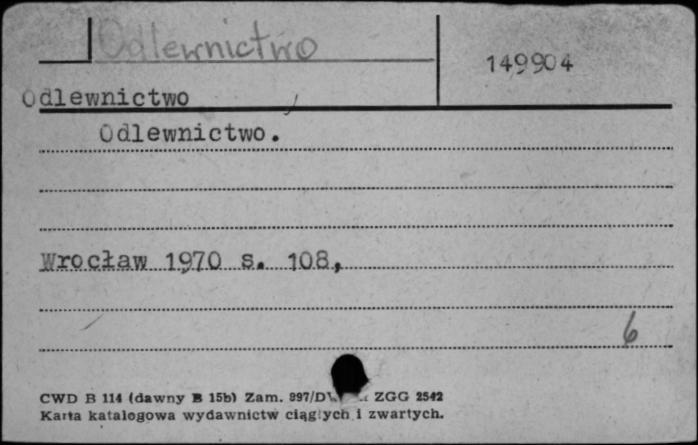 Odlewnictwo
149904
Odlewnictwo
Odlewnictwo.
Wrocław 1970 s. 108,
6
CWD B 114 (dawny B 15b) Zam. 997/D ZGG 2542
Karta katalogowa wydawnictw ciągłych i zwartych.